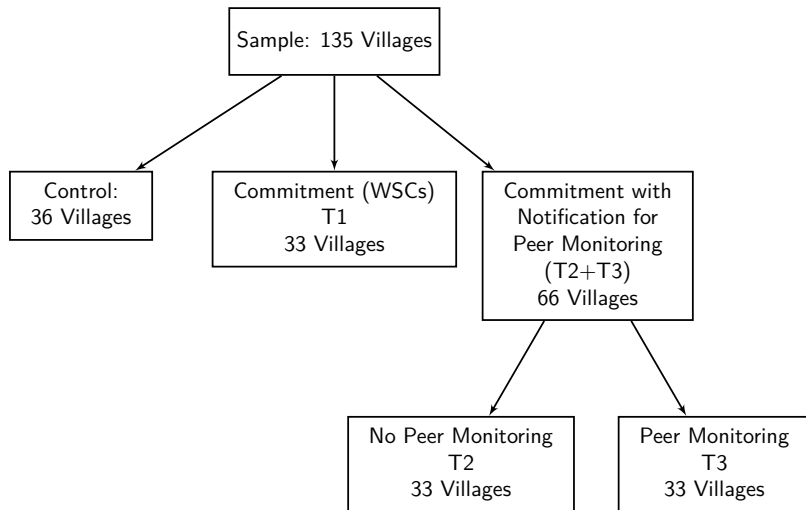 Sample: 135 Villages
Control:
36 Villages
Commitment (WSCs)
T1
33 Villages
Commitment with
Notification for
Peer Monitoring
(T2+T3)
66 Villages
No Peer Monitoring
T2
33 Villages
Peer Monitoring
T3
33 Villages